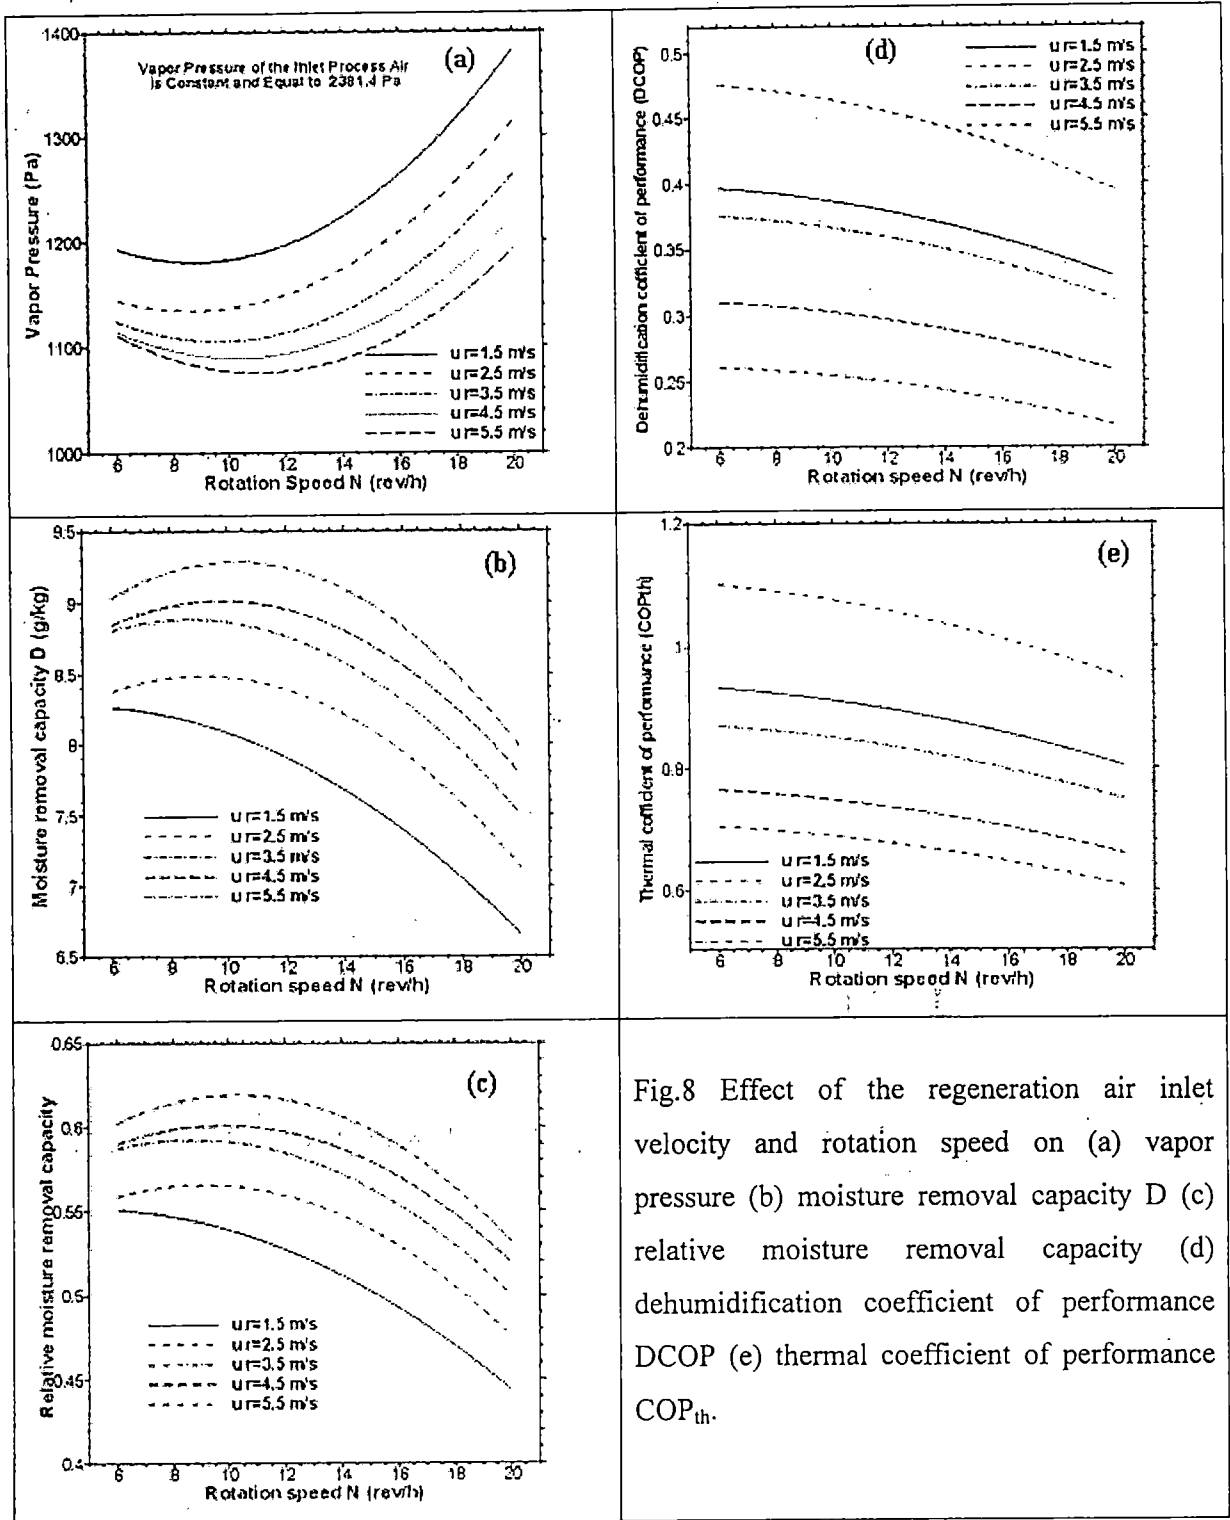 1400
1300
1200
1100
1000
Vapor Pressure (Pa)
Vapor Pressure of the Inlet Process Air
is Constant and Equal to 2381.4 Pa
(a)
ur=1.5 m/s
ur=2.5 m/s
ur=3.5 m/s
ur=4.5 m/s
ur=5.5 m/s
6 8 10 12 14 16 18 20
Rotation Speed N (rev/h)
0.5
0.45
0.4
0.35
0.3
0.25
0.2
Dehumidification cofficient of performance (DCOP)
(d)
ur=1.5 m/s
ur=2.5 m/s
ur=3.5 m/s
ur=4.5 m/s
ur=5.5 m/s
6 8 10 12 14 16 18 20
Rotation speed N (rev/h)
9.5
9
8.5
8
7.5
7
6.5
Moisture removal capacity D (g/kg)
(b)
ur=1.5 m/s
ur=2.5 m/s
ur=3.5 m/s
ur=4.5 m/s
ur=5.5 m/s
6 8 10 12 14 16 18 20
Rotation speed N (rev/h)
1.2
1
0.8
0.6
Thermal cofficient of performance (COPth)
(e)
ur=1.5 m/s
ur=2.5 m/s
ur=3.5 m/s
ur=4.5 m/s
ur=5.5 m/s
6 8 10 12 14 16 18 20
Rotation speed N (rev/h)
0.65
0.6
0.55
0.5
0.45
0.4
Relative moisture removal capacity
(c)
ur=1.5 m/s
ur=2.5 m/s
ur=3.5 m/s
ur=4.5 m/s
ur=5.5 m/s
6 8 10 12 14 16 18 20
Rotation speed N (rev/h)
Fig.8 Effect of the regeneration air inlet
velocity and rotation speed on (a) vapor
pressure (b) moisture removal capacity D (c)
relative moisture removal capacity (d)
dehumidification coefficient of performance
DCOP (e) thermal coefficient of performance
COPth.